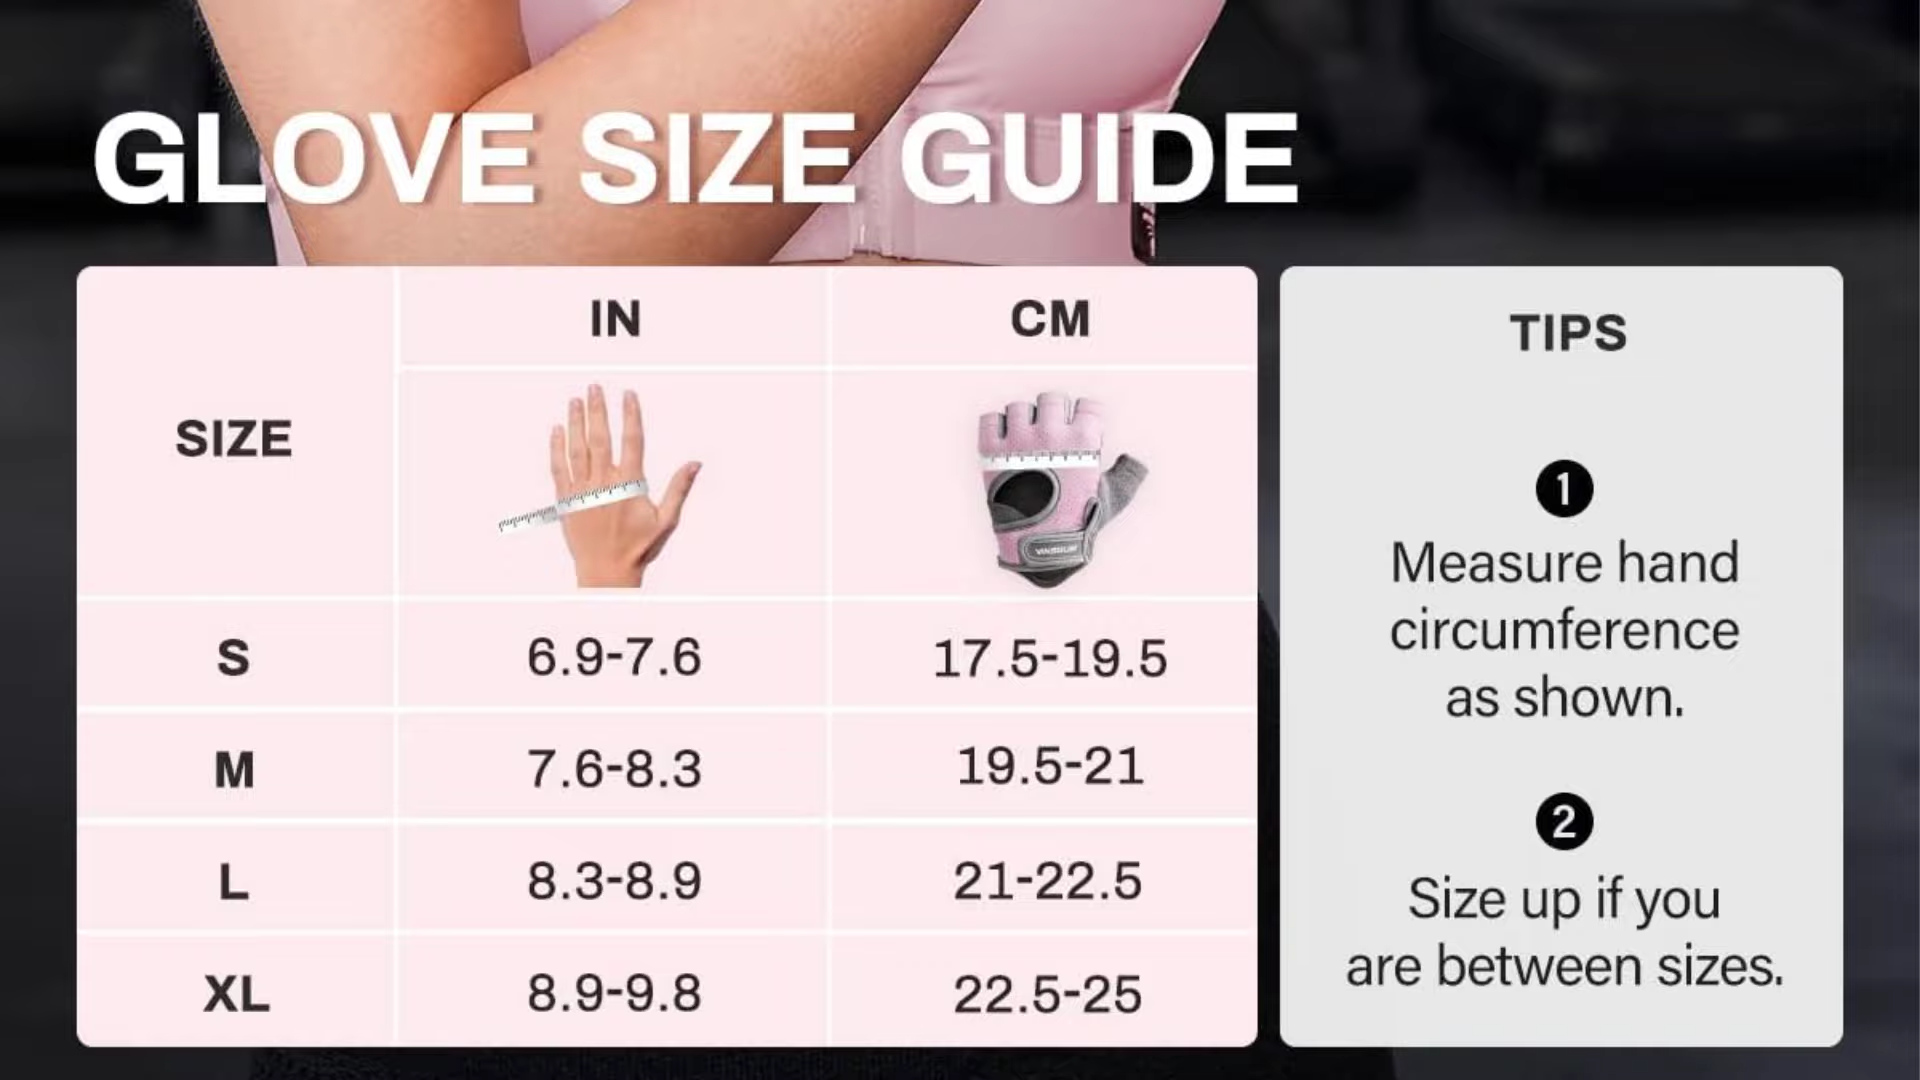 GLOVE SIZE GUIDE
SIZE
IN
CM
S
6.9-7.6
17.5-19.5
M
7.6-8.3
19.5-21
L
8.3-8.9
21-22.5
XL
8.9-9.8
22.5-25
TIPS
1
Measure hand
circumference
as shown.
2
Size up if you
are between sizes.